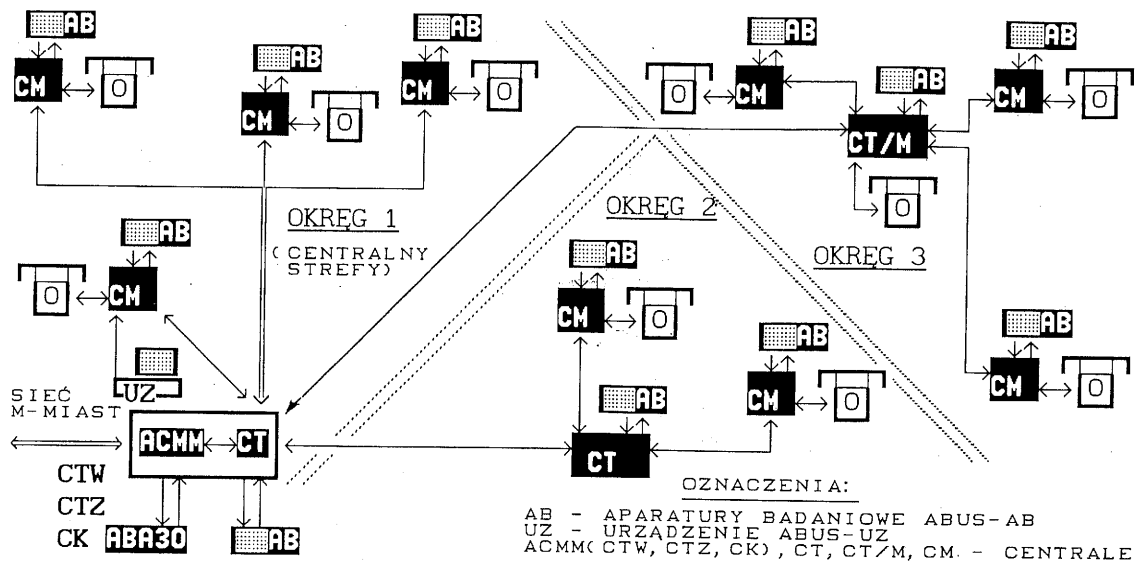 AB
AB
AB
AB
AB
AB
CM
O
CM
O
CM
O
O
CM
CM
O
CT/M
O
OKRĘG 1
(CENTRALNY
STREFY)
OKRĘG 2
OKRĘG 3
AB
O
CM
AB
CM
O
AB
CM
O
AB
CM
O
UZ
SIEĆ
M-MIAST
ACMM
CT
AB
CT
CTW
CTZ
CK
ABA30
AB
OZNACZENIA:
AB - APARATURY BADANIOWE ABUS-AB
UZ - URZĄDZENIE ABUS-UZ
ACMM(CTW, CTZ, CK), CT, CT/M, CM. - CENTRALE